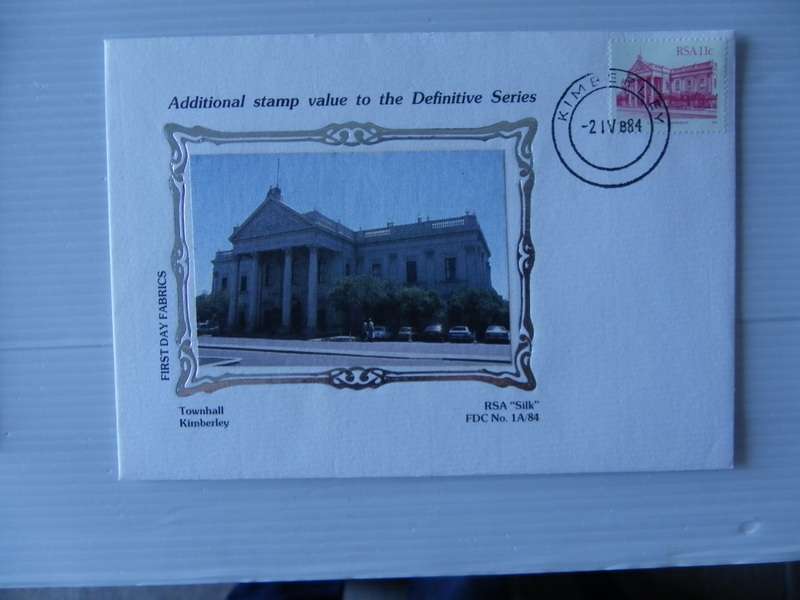 Additional stamp value to the Definitive Series
RSA 11c
KIMBERLEY
-2 IV 884
FIRST DAY FABRICS
Townhall
Kimberley
RSA "Silk"
FDC No. 1A/84